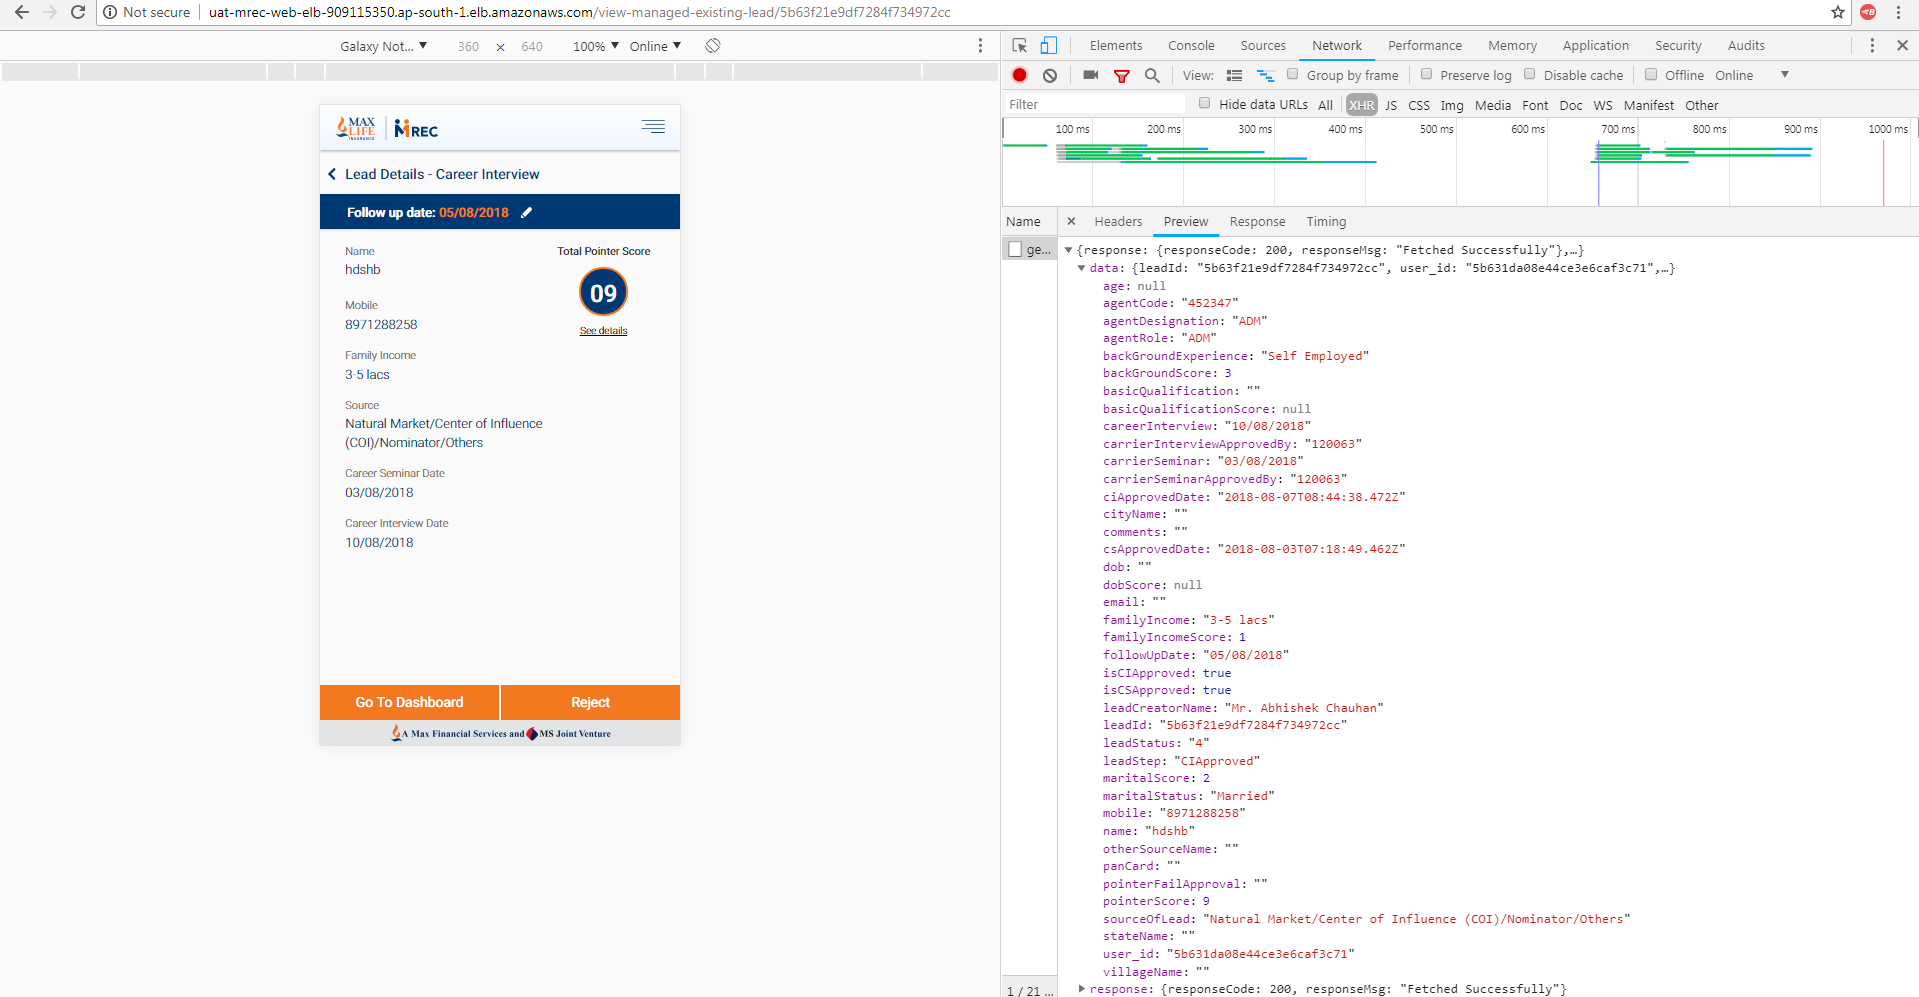 Not secure | uat-mrec-web-elb-909115350.ap-south-1.elb.amazonaws.com/view-managed-existing-lead/5b63f21e9df7284f734972cc
Galaxy Not... ▼ 360 × 640 100% ▼ Online ▼
MAX LIFE INSURANCE MREC
Lead Details - Career Interview
Follow up date: 05/08/2018
Name
hdshb
Total Pointer Score
09
See details
Mobile
8971288258
Family Income
3-5 lacs
Source
Natural Market/Center of Influence
(COI)/Nominator/Others
Career Seminar Date
03/08/2018
Career Interview Date
10/08/2018
Go To Dashboard Reject
A Max Financial Services and MS Joint Venture
Elements Console Sources Network Performance Memory Application Security Audits
View: Group by frame Preserve log Disable cache Offline Online ▼
Filter Hide data URLs All XHR JS CSS Img Media Font Doc WS Manifest Other
100 ms 200 ms 300 ms 400 ms 500 ms 600 ms 700 ms 800 ms 900 ms 1000 ms
Name × Headers Preview Response Timing
ge...
{response: {responseCode: 200, responseMsg: "Fetched Successfully"},…}
data: {leadId: "5b63f21e9df7284f734972cc", user_id: "5b631da08e44ce3e6caf3c71",…}
age: null
agentCode: "452347"
agentDesignation: "ADM"
agentRole: "ADM"
backGroundExperience: "Self Employed"
backGroundScore: 3
basicQualification: ""
basicQualificationScore: null
careerInterview: "10/08/2018"
carrierInterviewApprovedBy: "120063"
carrierSeminar: "03/08/2018"
carrierSeminarApprovedBy: "120063"
ciApprovedDate: "2018-08-07T08:44:38.472Z"
cityName: ""
comments: ""
csApprovedDate: "2018-08-03T07:18:49.462Z"
dob: ""
dobScore: null
email: ""
familyIncome: "3-5 lacs"
familyIncomeScore: 1
followUpDate: "05/08/2018"
isCIApproved: true
isCSApproved: true
leadCreatorName: "Mr. Abhishek Chauhan"
leadId: "5b63f21e9df7284f734972cc"
leadStatus: "4"
leadStep: "CIApproved"
maritalScore: 2
maritalStatus: "Married"
mobile: "8971288258"
name: "hdshb"
otherSourceName: ""
panCard: ""
pointerFailApproval: ""
pointerScore: 9
sourceOfLead: "Natural Market/Center of Influence (COI)/Nominator/Others"
stateName: ""
user_id: "5b631da08e44ce3e6caf3c71"
villageName: ""
response: {responseCode: 200, responseMsg: "Fetched Successfully"}
1 / 21 ...